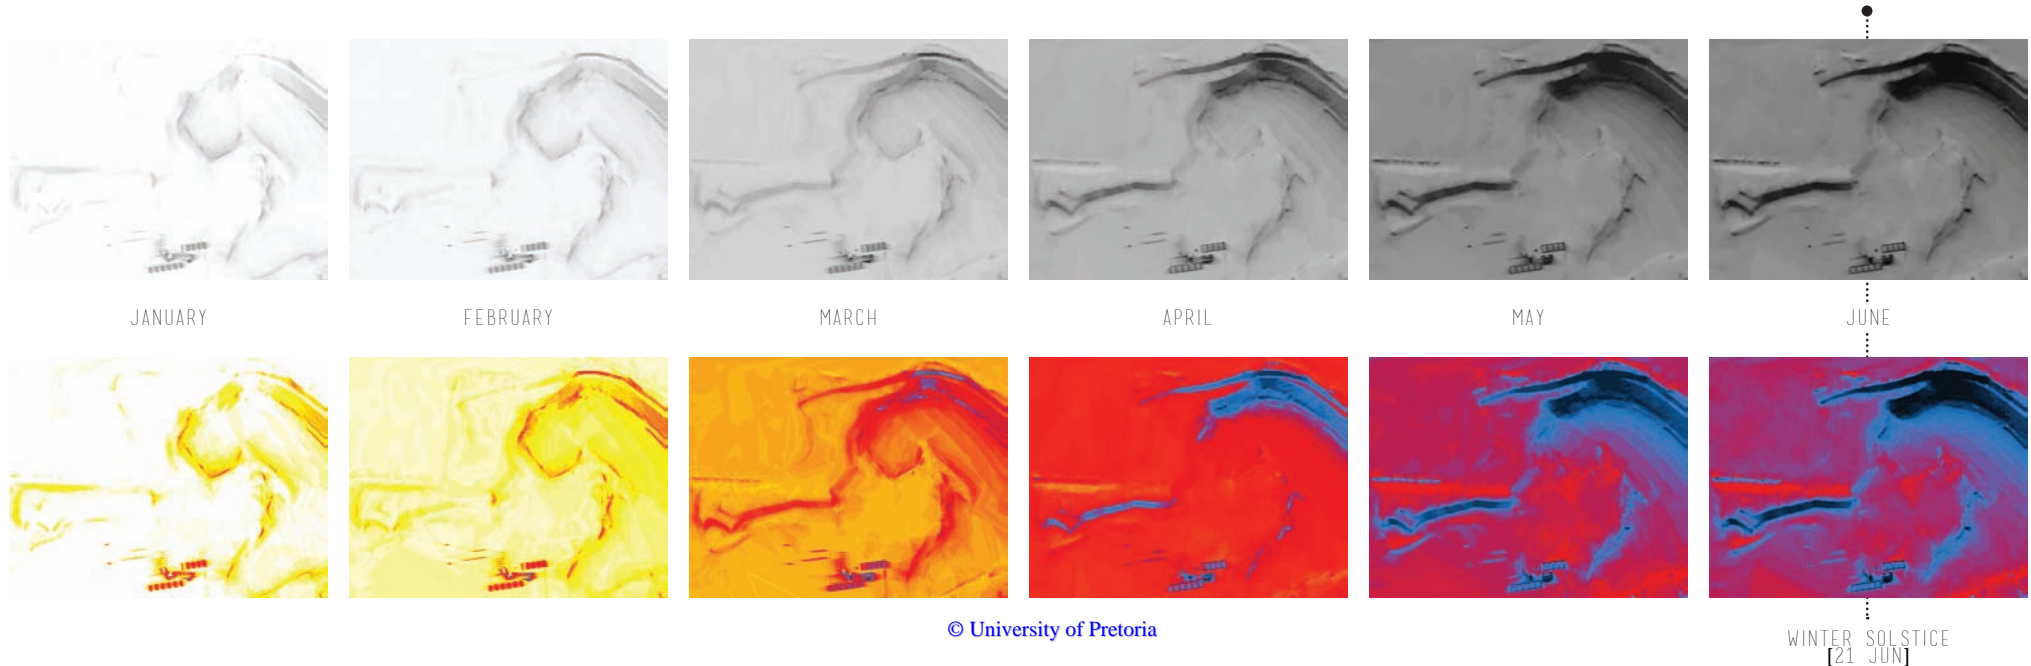 JANUARY
FEBRUARY
MARCH
APRIL
MAY
JUNE
© University of Pretoria
WINTER SOLSTICE
[21 JUN]